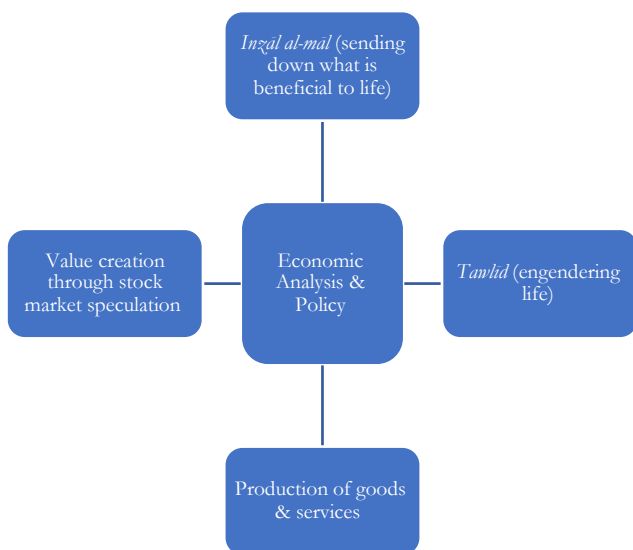 Inzāl al-māl (sending
down what is
beneficial to life)
Value creation
through stock
market speculation
Economic
Analysis &
Policy
Tawlid (engendering
life)
Production of goods
& services